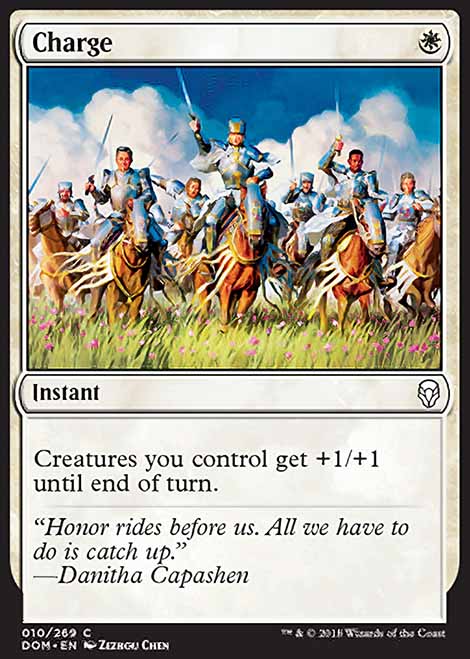 Charge
Instant
Creatures you control get +1/+1
until end of turn.
“Honor rides before us. All we have to
do is catch up.”
—Danitha Capashen
010/269 C
DOM • EN Zezhou Chen
™ & © 2018 Wizards of the Coast